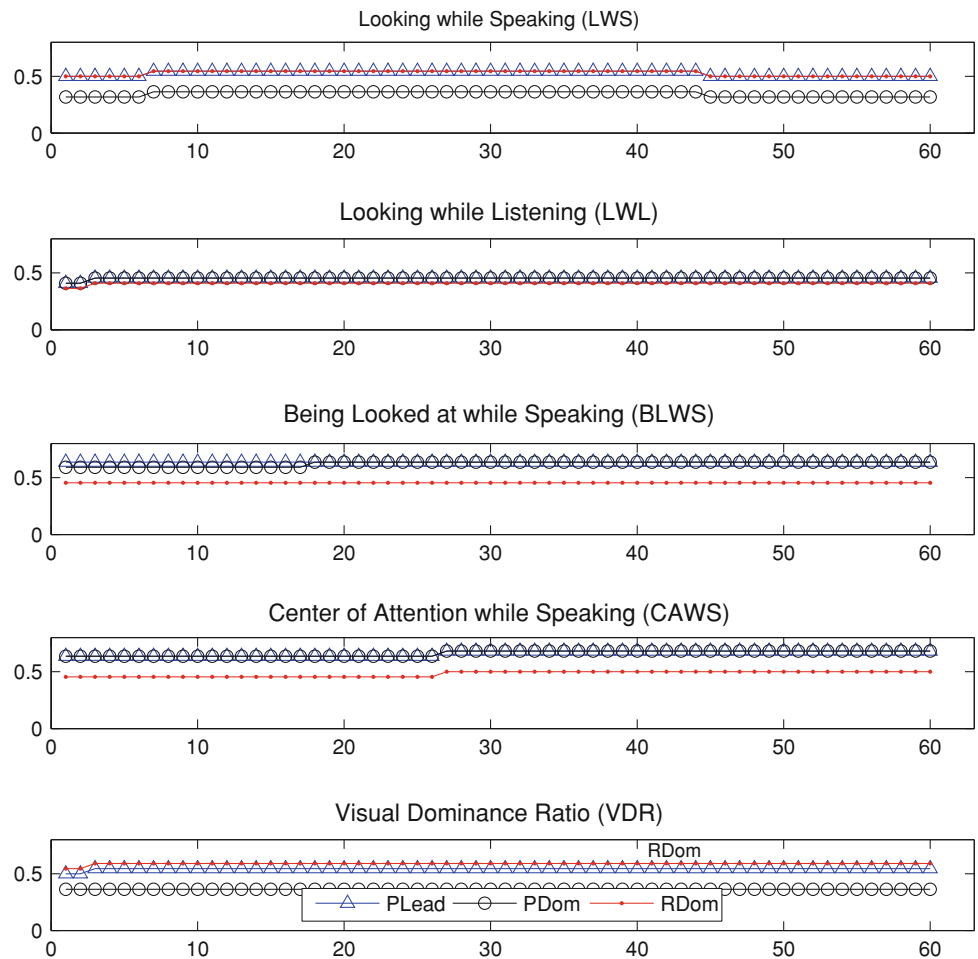 Looking while Speaking (LWS)
0.5
0
0 10 20 30 40 50 60
Looking while Listening (LWL)
0.5
0
0 10 20 30 40 50 60
Being Looked at while Speaking (BLWS)
0.5
0
0 10 20 30 40 50 60
Center of Attention while Speaking (CAWS)
0.5
0
0 10 20 30 40 50 60
Visual Dominance Ratio (VDR)
RDom
0.5
PLead PDom RDom
0
0 10 20 30 40 50 60